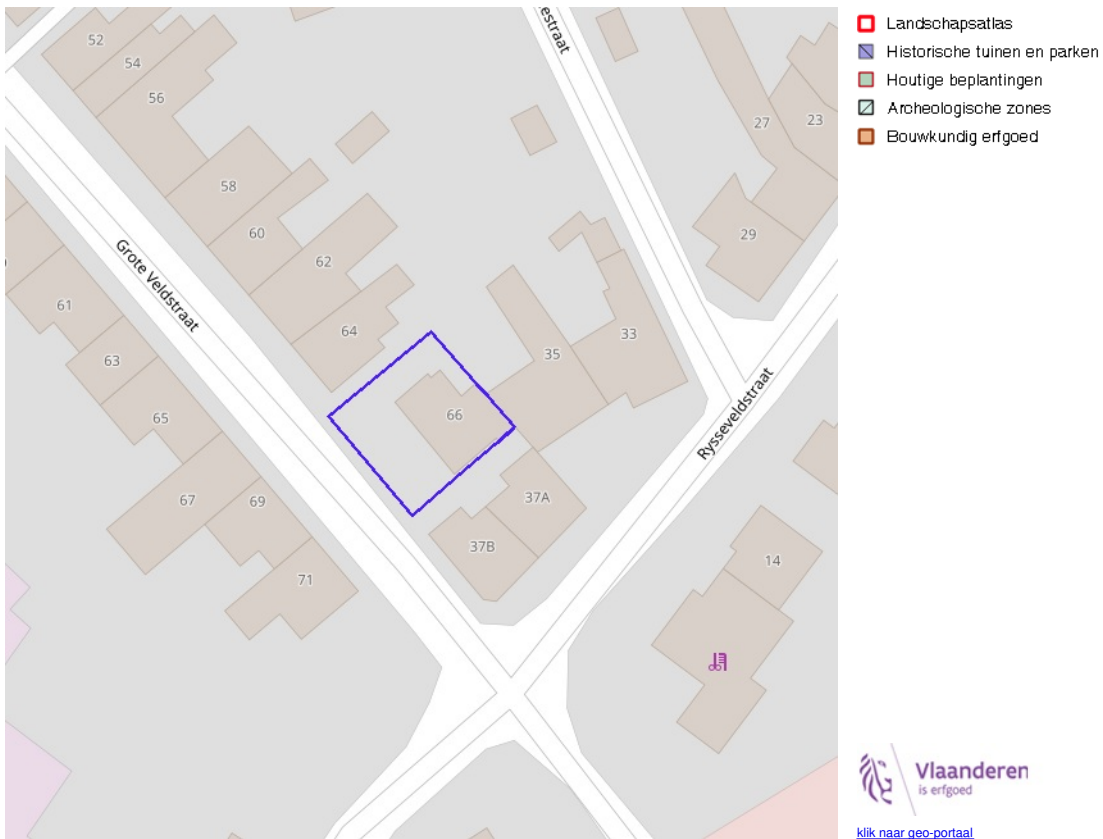 52
54
56
58
60
62
64
66
61
63
65
67
69
71
Grote Veldstraat
estraat
27
23
29
33
35
37A
37B
14
Rysseveldstraat
Landschapsatlas
Historische tuinen en parken
Houtige beplantingen
Archeologische zones
Bouwkundig erfgoed
Vlaanderen
is erfgoed
klik naar geo-portaal